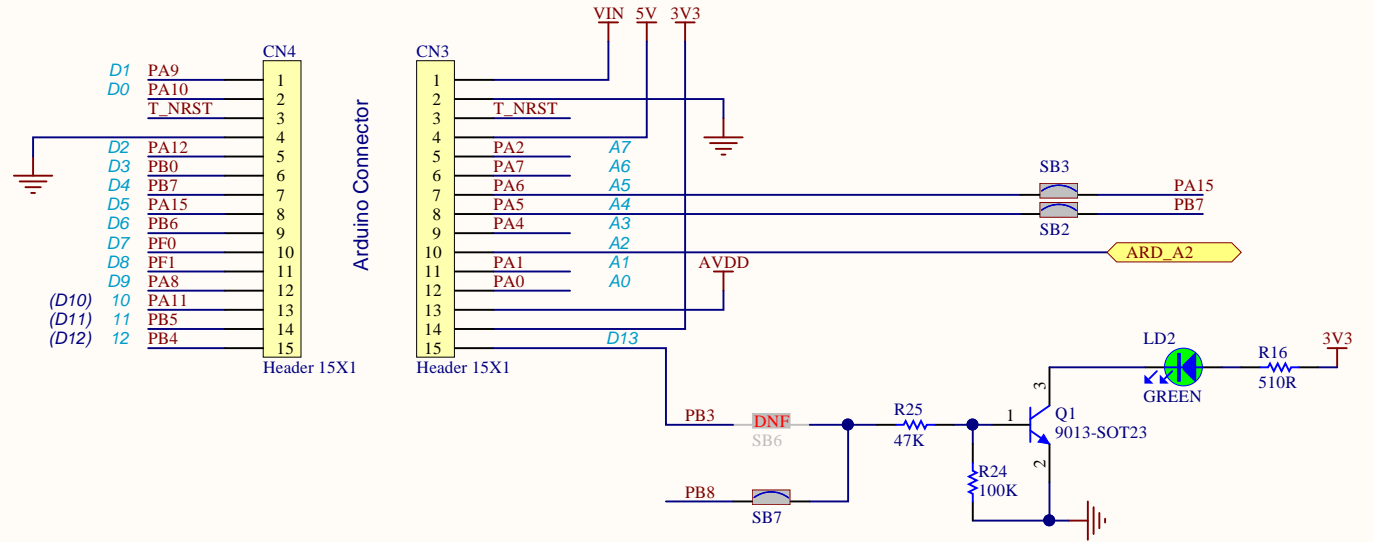 VIN 5V 3V3
CN4 CN3
D1 PA9 1 1
D0 PA10 2 2
T_NRST 3 3 T_NRST
4 4
D2 PA12 5 5 PA2 A7
D3 PB0 6 6 PA7 A6
D4 PB7 7 7 PA6 A5 SB3 PA15
D5 PA15 8 8 PA5 A4 SB2 PB7
D6 PB6 9 9 PA4 A3
D7 PF0 10 10 A2 ARD_A2
D8 PF1 11 11 PA1 A1 AVDD
D9 PA8 12 12 PA0 A0
(D10) 10 PA11 13 13
(D11) 11 PB5 14 14
(D12) 12 PB4 15 15 D13
Header 15X1 Header 15X1
Arduino Connector
LD2 R16 3V3
GREEN 510R
3
PB3 DNF R25 1 Q1
SB6 47K 9013-SOT23
2
R24
100K
PB8
SB7